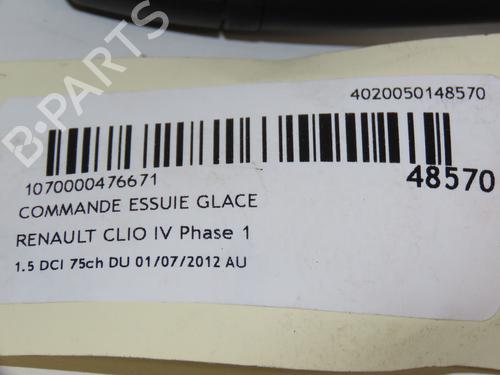 4020050148570
1070000476671
48570
COMMANDE ESSUIE GLACE
RENAULT CLIO IV Phase 1
1.5 DCI 75ch DU 01/07/2012 AU
B-PARTS